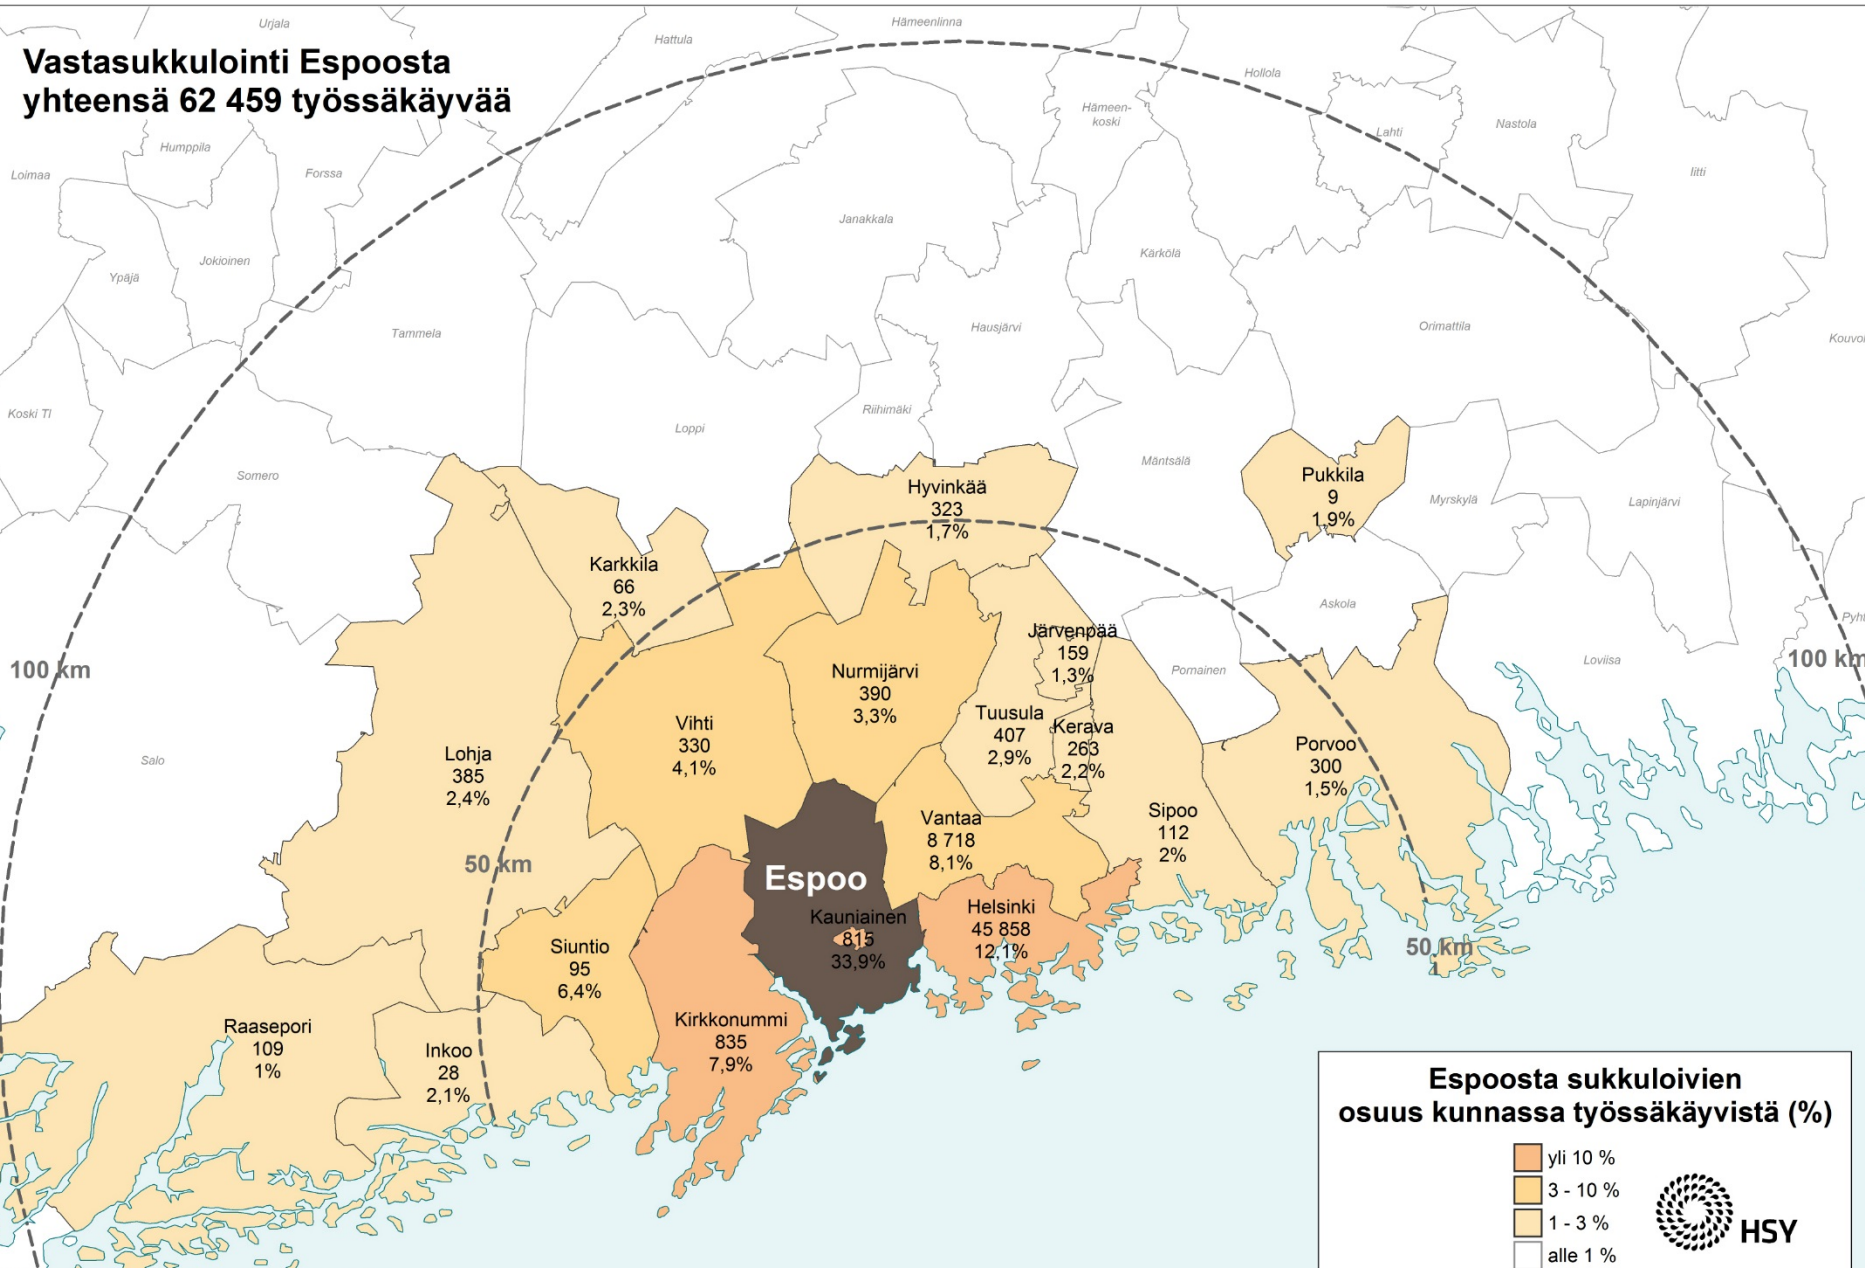 Vastasukkulointi Espoosta
yhteensä 62 459 työssäkäyvää
Urjala
Hattula
Hämeenlinna
Hollola
Hämeen-
koski
Lahti
Nastola
Iitti
Humppila
Loimaa
Forssa
Janakkala
Kärkölä
Jokioinen
Ypäjä
Tammela
Hausjärvi
Orimattila
Kouvol
Koski Tl
Loppi
Riihimäki
Mäntsälä
Somero
Myrskylä
Lapinjärvi
Hyvinkää
323
1,7%
Pukkila
9
1,9%
Karkkila
66
2,3%
Askola
Pyht
Loviisa
Pornainen
100 km
100 km
Järvenpää
159
1,3%
Nurmijärvi
390
3,3%
Tuusula
407
2,9%
Kerava
263
2,2%
Vihti
330
4,1%
Lohja
385
2,4%
Salo
Porvoo
300
1,5%
Sipoo
112
2%
Vantaa
8 718
8,1%
50 km
Espoo
Kauniainen
815
33,9%
Helsinki
45 858
12,1%
50 km
Siuntio
95
6,4%
Kirkkonummi
835
7,9%
Raasepori
109
1%
Inkoo
28
2,1%
Espoosta sukkuloivien
osuus kunnassa työssäkäyvistä (%)
yli 10 %
3 - 10 %
1 - 3 %
alle 1 %
HSY